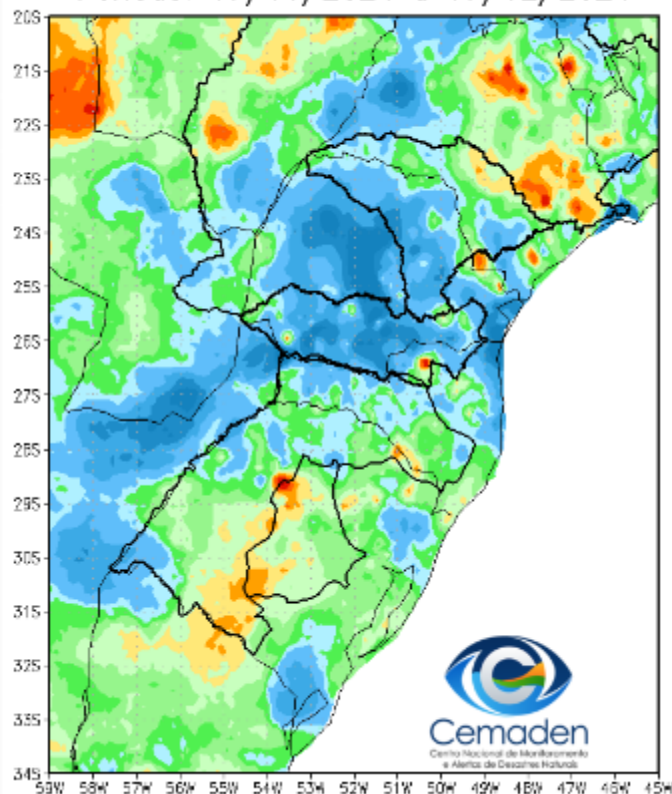 20S
21S
22S
23S
24S
25S
26S
27S
28S
29S
30S
31S
32S
33S
34S
Cemaden
Centro Nacional de Monitoramento
e Alertas de Desastres Naturais
59W 58W 57W 56W 55W 54W 53W 52W 51W 50W 49W 48W 47W 46W 45W